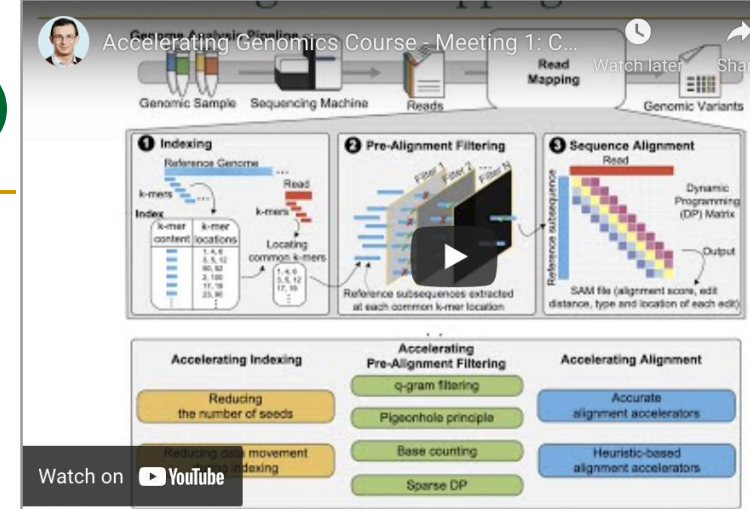 Genome Analysis Pipeline
Accelerating Genomics Course - Meeting 1: C...
Watch later
Shar
Genomic Sample
Sequencing Machine
Reads
Read
Mapping
Genomic Variants
1 Indexing
Reference Genome
...
k-mers
Read
k-mers
Index
k-mer
content
k-mer
locations
1, 4, 6
3, 5, 12
60, 92
2, 100
17, 19
23, 90
Locating
common k-mers
1, 4, 6
3, 5, 12
17, 19
2 Pre-Alignment Filtering
Filter 1
Filter 2
...
Filter N
Reference subsequences extracted
at each common k-mer location
3 Sequence Alignment
Read
Reference subsequence
Dynamic
Programming
(DP) Matrix
Output
SAM file (alignment score, edit
distance, type and location of each edit)
Accelerating Indexing
Reducing
the number of seeds
Reducing data movement
indexing
Accelerating
Pre-Alignment Filtering
q-gram filtering
Pigeonhole principle
Base counting
Sparse DP
Accelerating Alignment
Accurate
alignment accelerators
Heuristic-based
alignment accelerators
Watch on YouTube